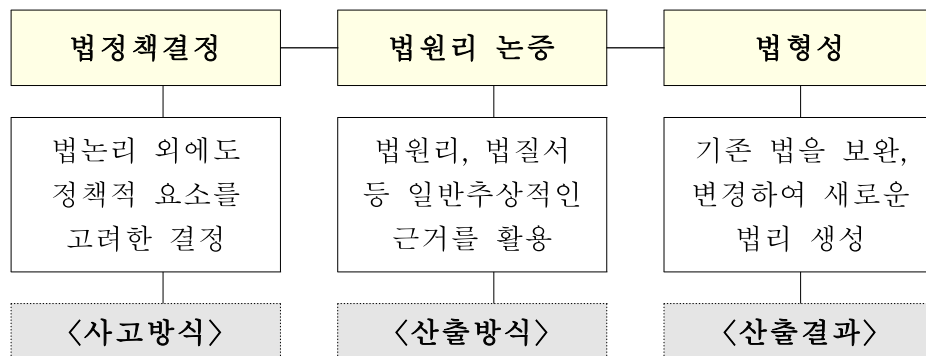 법정책결정
법원리 논증
법형성
법논리 외에도
정책적 요소를
고려한 결정
법원리, 법질서
등 일반추상적인
근거를 활용
기존 법을 보완,
변경하여 새로운
법리 생성
<사고방식>
<산출방식>
<산출결과>